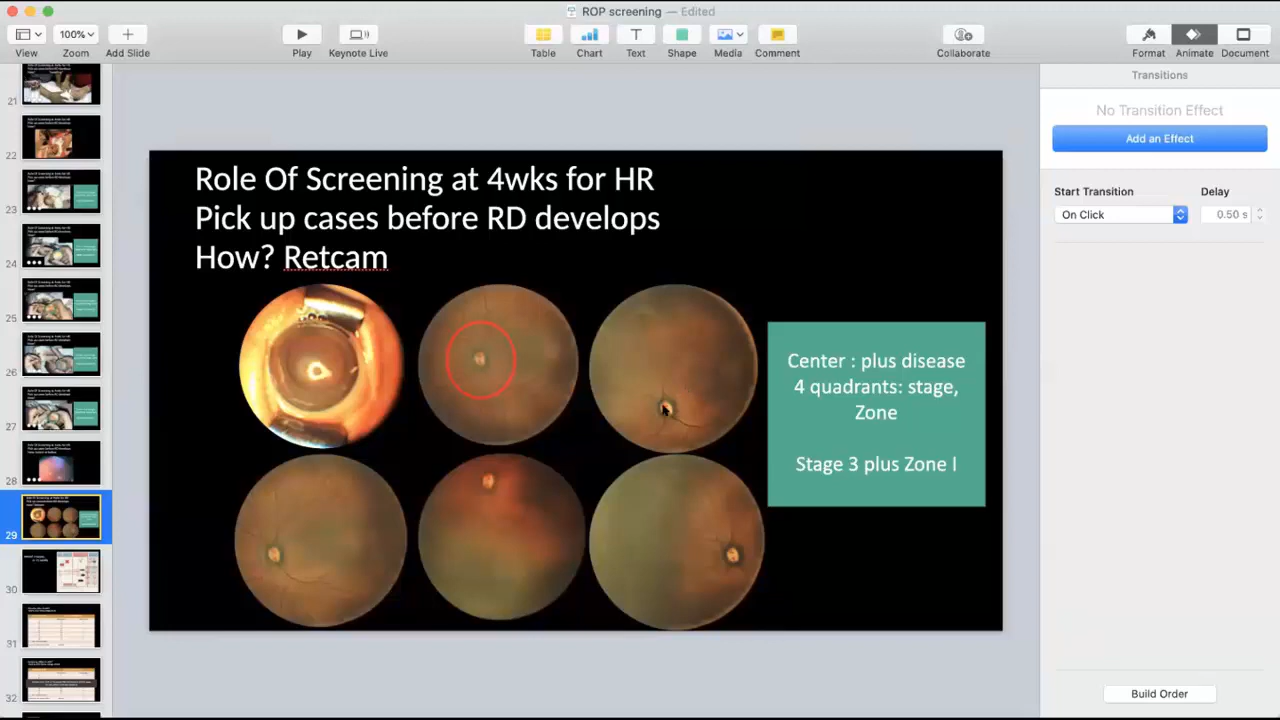 ROP screening — Edited
View
100%
Zoom
Add Slide
Play
Keynote Live
Table
Chart
Text
Shape
Media
Comment
Collaborate
Format
Animate
Document
Transitions
No Transition Effect
Add an Effect
Start Transition
Delay
On Click
0.50 s
Build Order
21
22
23
24
25
26
27
28
29
30
31
32
Role Of Screening at 4wks for HR
Pick up cases before RD develops
How? Retcam
Center : plus disease
4 quadrants: stage,
Zone
Stage 3 plus Zone I